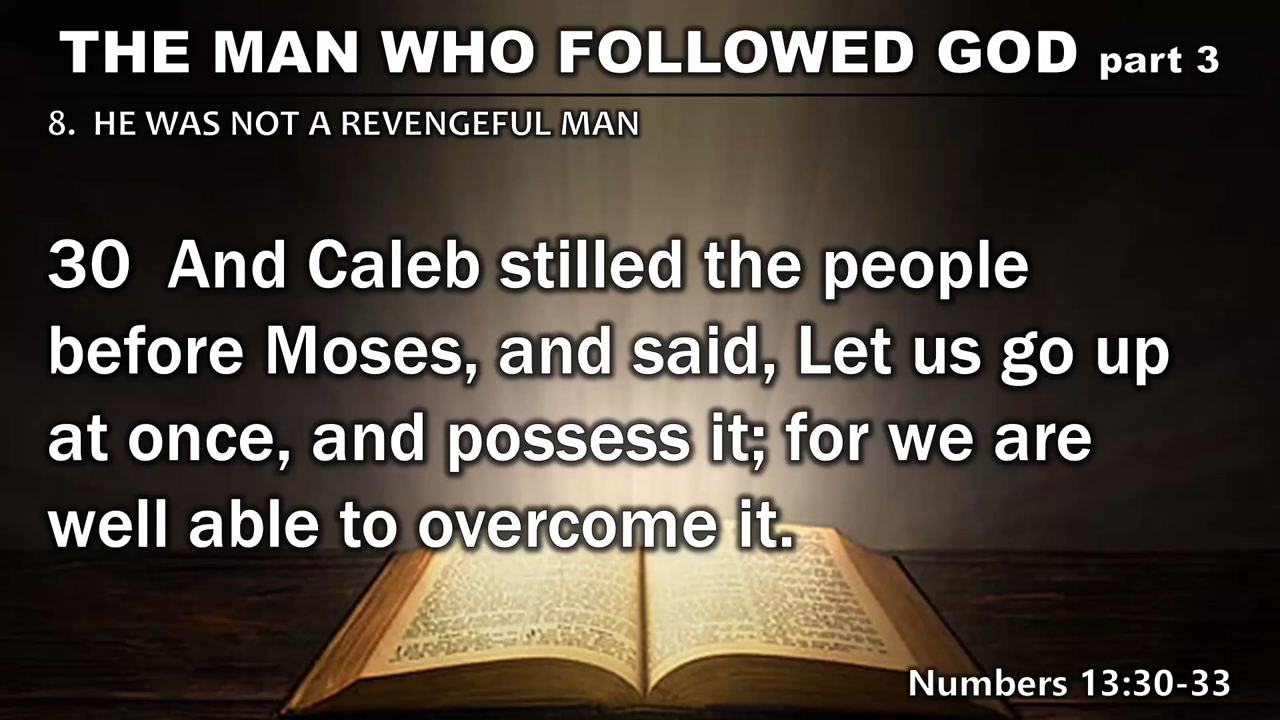 THE MAN WHO FOLLOWED GOD part 3
8. HE WAS NOT A REVENGEFUL MAN
30 And Caleb stilled the people
before Moses, and said, Let us go up
at once, and possess it; for we are
well able to overcome it.
Numbers 13:30-33